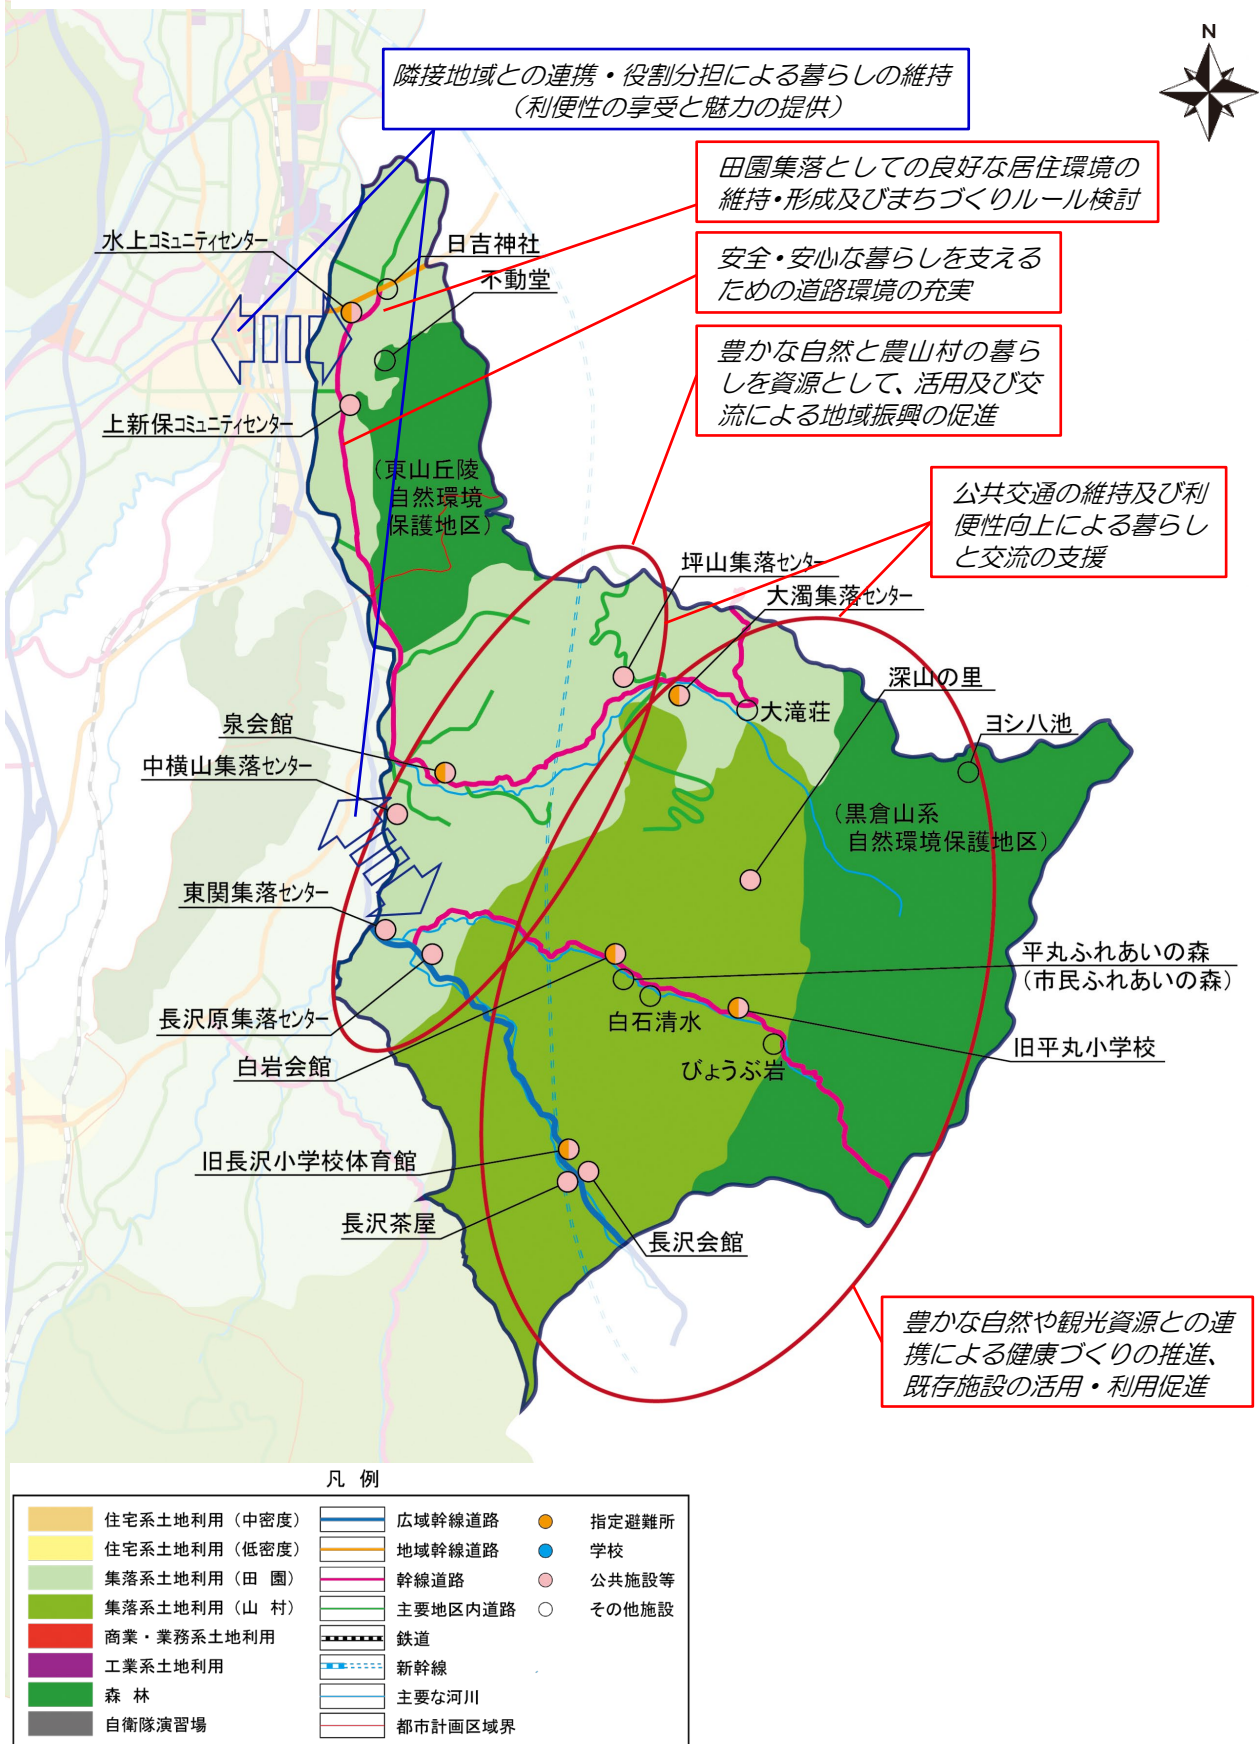 N
隣接地域との連携・役割分担による暮らしの維持
（利便性の享受と魅力の提供）
田園集落としての良好な居住環境の
維持・形成及びまちづくりルール検討
水上コミュニティセンター
日吉神社
不動堂
安全・安心な暮らしを支える
ための道路環境の充実
豊かな自然と農山村の暮ら
しを資源として、活用及び交
流による地域振興の促進
上新保コミュニティセンター
（東山丘陵
自然環境
保護地区）
公共交通の維持及び利
便性向上による暮らし
と交流の支援
坪山集落センター
大濁集落センター
深山の里
大滝荘
ヨシ八池
泉会館
中横山集落センター
（黒倉山系
自然環境保護地区）
東関集落センター
平丸ふれあいの森
（市民ふれあいの森）
長沢原集落センター
白石清水
旧平丸小学校
白岩会館
びょうぶ岩
旧長沢小学校体育館
長沢茶屋
長沢会館
豊かな自然や観光資源との連
携による健康づくりの推進、
既存施設の活用・利用促進
凡 例
住宅系土地利用（中密度）
住宅系土地利用（低密度）
集落系土地利用（田 園）
集落系土地利用（山 村）
商業・業務系土地利用
工業系土地利用
森 林
自衛隊演習場
広域幹線道路
地域幹線道路
幹線道路
主要地区内道路
鉄道
新幹線
主要な河川
都市計画区域界
指定避難所
学校
公共施設等
その他施設